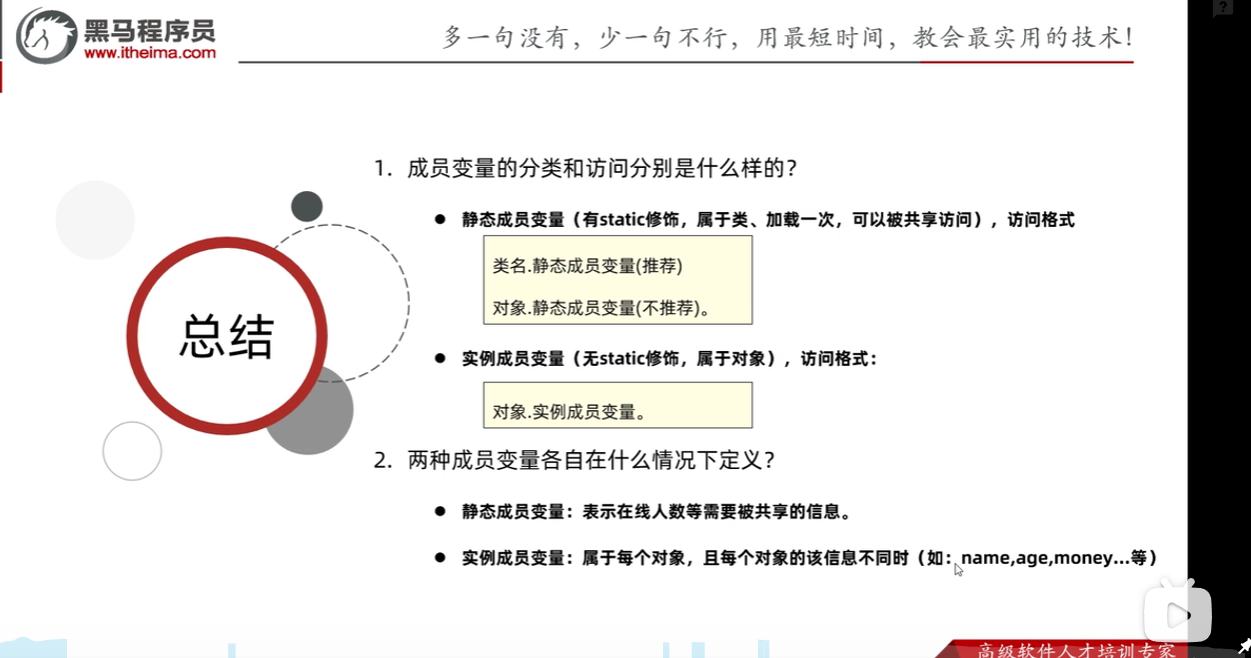 黑马程序员
www.itheima.com
多一句没有，少一句不行，用最短时间，教会最实用的技术！
1. 成员变量的分类和访问分别是什么样的？
● 静态成员变量（有static修饰，属于类、加载一次，可以被共享访问），访问格式
类名.静态成员变量(推荐)
对象.静态成员变量(不推荐)。
● 实例成员变量（无static修饰，属于对象），访问格式：
对象.实例成员变量。
总结
2. 两种成员变量各自在什么情况下定义？
● 静态成员变量：表示在线人数等需要被共享的信息。
● 实例成员变量：属于每个对象，且每个对象的该信息不同时（如：name,age,money...等）
高级软件人才培训专家